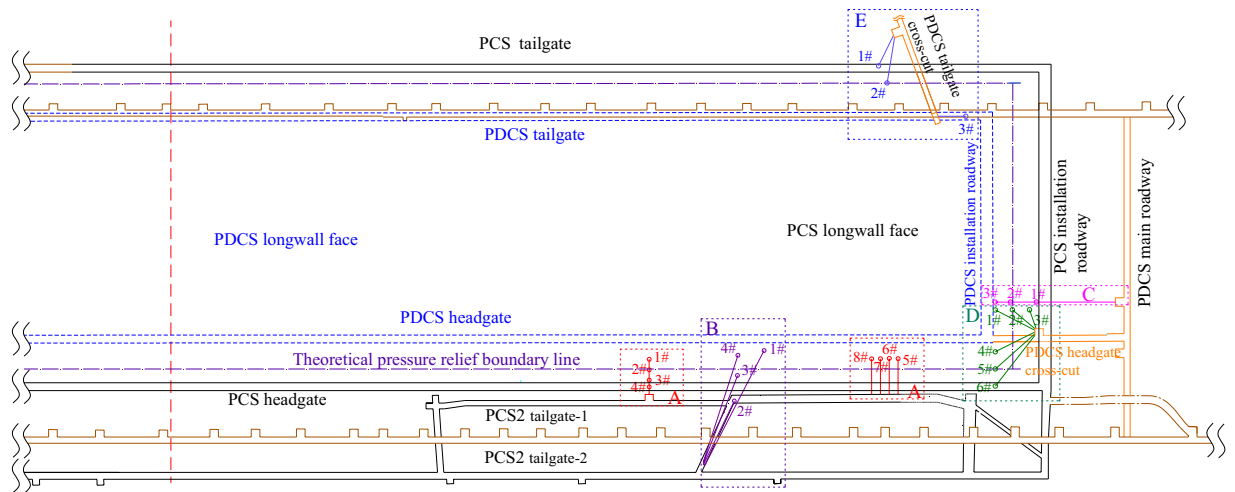 E
PDCS tailgate
cross-cut
PCS tailgate
1#
2#
3#
PDCS tailgate
PDCS installation roadway
PCS installation
roadway
PDCS main roadway
PCS longwall face
PDCS longwall face
3#
2#
1#
C
D
1#
2#
3#
4#
5#
6#
PDCS headgate
cross-cut
PDCS headgate
B
4#
1#
3#
2#
Theoretical pressure relief boundary line
1#
2#
3#
4#
A
6#
8#
7#
5#
A
PCS headgate
PCS2 tailgate-1
PCS2 tailgate-2